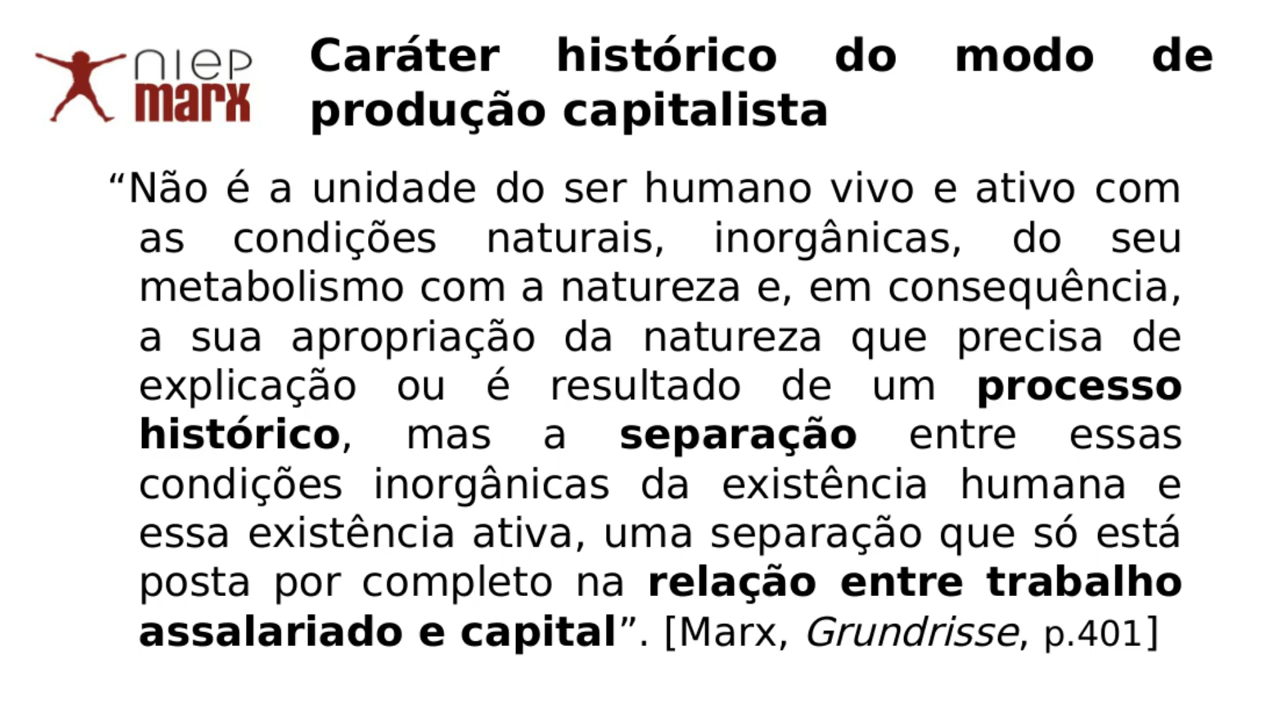 niep
marx
Caráter histórico do modo de
produção capitalista
“Não é a unidade do ser humano vivo e ativo com
as condições naturais, inorgânicas, do seu
metabolismo com a natureza e, em consequência,
a sua apropriação da natureza que precisa de
explicação ou é resultado de um processo
histórico, mas a separação entre essas
condições inorgânicas da existência humana e
essa existência ativa, uma separação que só está
posta por completo na relação entre trabalho
assalariado e capital”. [Marx, Grundrisse, p.401]